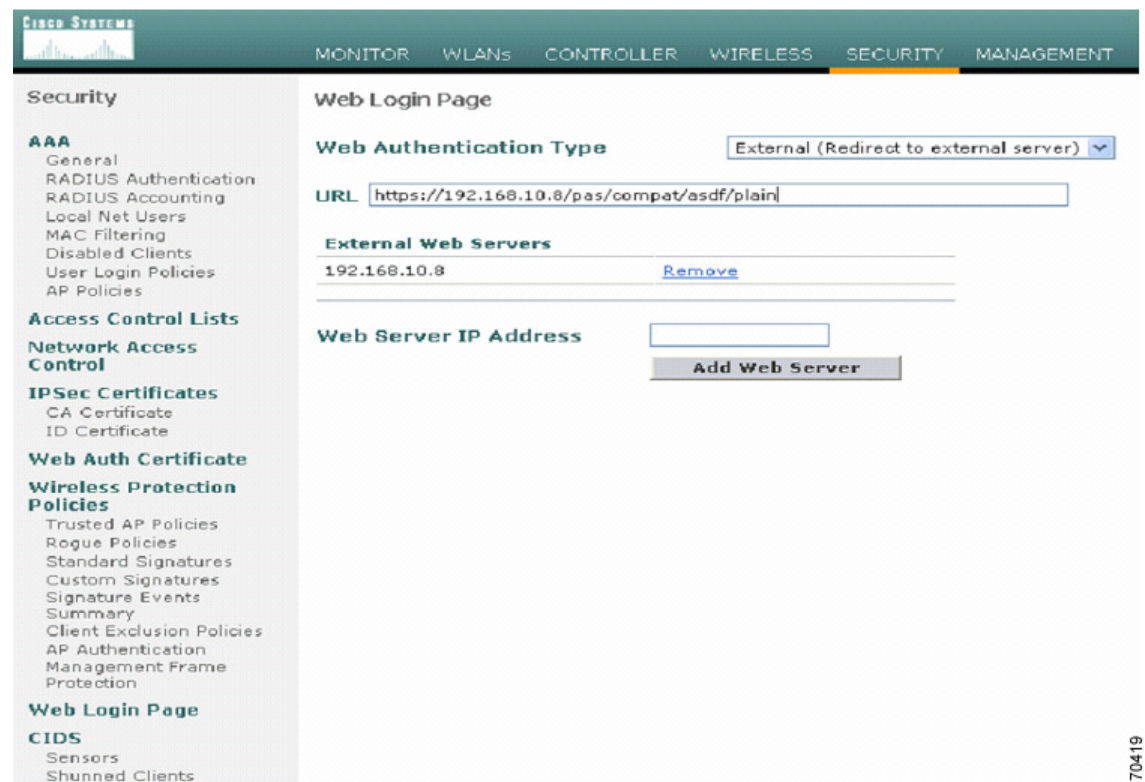 CISCO SYSTEMS
MONITOR WLANs CONTROLLER WIRELESS SECURITY MANAGEMENT
Security
AAA
General
RADIUS Authentication
RADIUS Accounting
Local Net Users
MAC Filtering
Disabled Clients
User Login Policies
AP Policies
Access Control Lists
Network Access
Control
IPSec Certificates
CA Certificate
ID Certificate
Web Auth Certificate
Wireless Protection
Policies
Trusted AP Policies
Rogue Policies
Standard Signatures
Custom Signatures
Signature Events
Summary
Client Exclusion Policies
AP Authentication
Management Frame
Protection
Web Login Page
CIDS
Sensors
Shunned Clients
Web Login Page
Web Authentication Type External (Redirect to external server)
URL https://192.168.10.8/pas/compat/asdf/plain
External Web Servers
192.168.10.8 Remove
Web Server IP Address
Add Web Server
70419